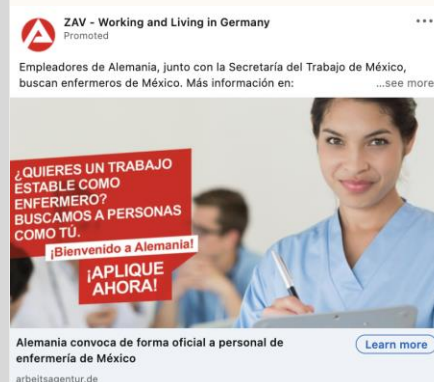 ZAV - Working and Living in Germany
Promoted
Empleadores de Alemania, junto con la Secretaría del Trabajo de México,
buscan enfermeros de México. Más información en:
...see more
¿QUIERES UN TRABAJO
ESTABLE COMO
ENFERMERO?
BUSCAMOS A PERSONAS
COMO TÚ.
¡Bienvenido a Alemania!
¡APLIQUE
AHORA!
Alemania convoca de forma oficial a personal de
enfermería de México
Learn more
arbeitsagentur.de